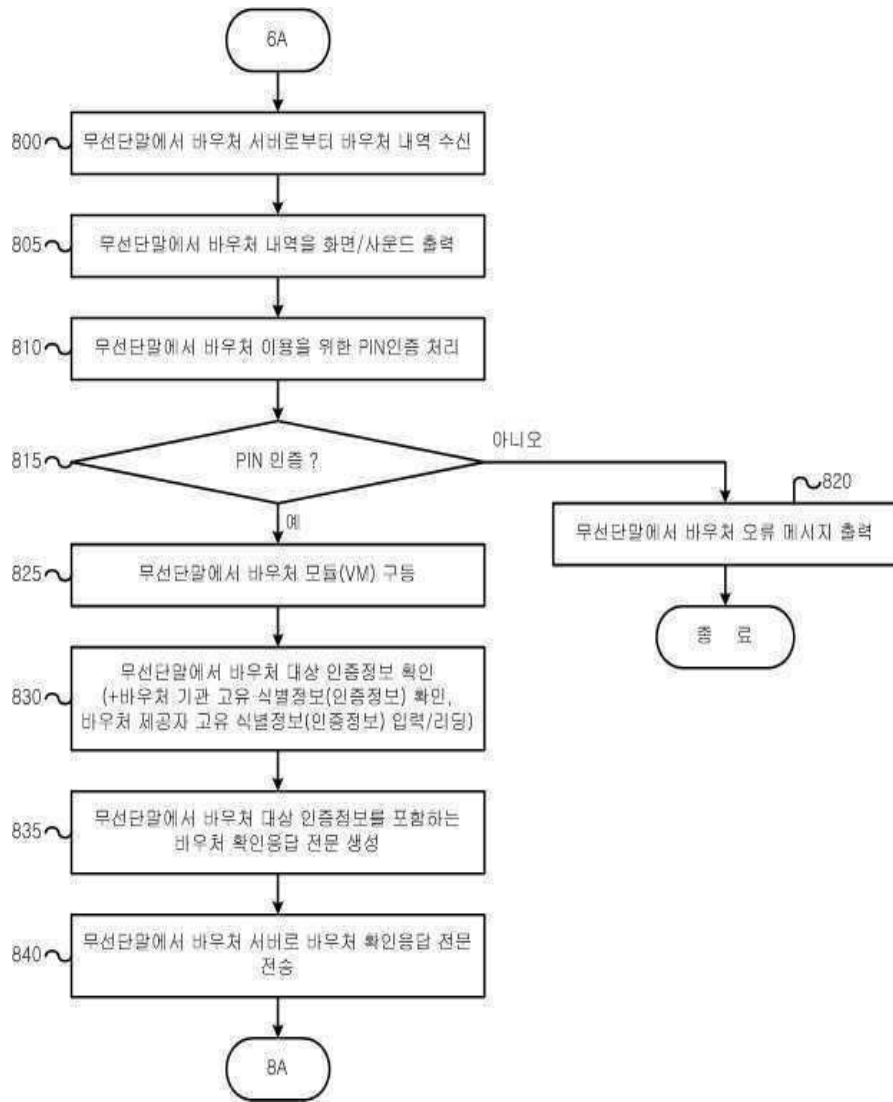 6A
800
무선단말에서 바우처 서버로부터 바우처 내역 수신
805
무선단말에서 바우처 내역을 화면/사운드 출력
810
무선단말에서 바우처 이용을 위한 PIN인증 처리
아니오
815
PIN 인증 ?
820
예
무선단말에서 바우처 오류 메시지 출력
825
무선단말에서 바우처 모듈(VM) 구동
종 료
830
무선단말에서 바우처 대상 인증정보 확인
(+바우처 기관 고유 식별정보(인증정보) 확인,
바우처 제공자 고유 식별정보(인증정보) 입력/리딩)
835
무선단말에서 바우처 대상 인증정보를 포함하는
바우처 확인응답 전문 생성
840
무선단말에서 바우처 서버로 바우처 확인응답 전문
전송
8A